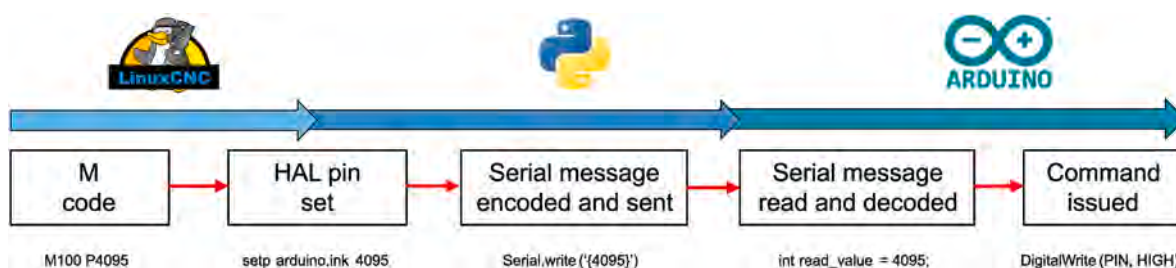 LinuxCNC
ARDUINO
M
code
HAL pin
set
Serial message
encoded and sent
Serial message
read and decoded
Command
issued
M100 P4095
setp arduino.ink 4095
Serial.write ('{4095}')
int read_value = 4095;
DigitalWrite (PIN, HIGH